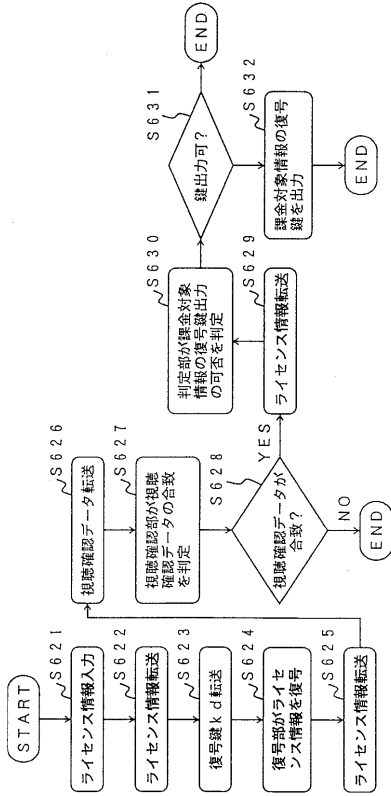 START
S621
ライセンス情報入力
S622
ライセンス情報転送
S623
復号鍵kd転送
S624
復号部がライセ
ンス情報を復号
S625
ライセンス情報転送
S626
視聴確認データ転送
S627
視聴確認部が視聴
確認データの合致
を判定
S628
視聴確認データが
合致?
NO
END
YES
S629
ライセンス情報転送
S630
判定部が課金対象
情報の復号鍵出力
の可否を判定
S631
鍵出力可?
END
S632
課金対象情報の復号
鍵を出力
END